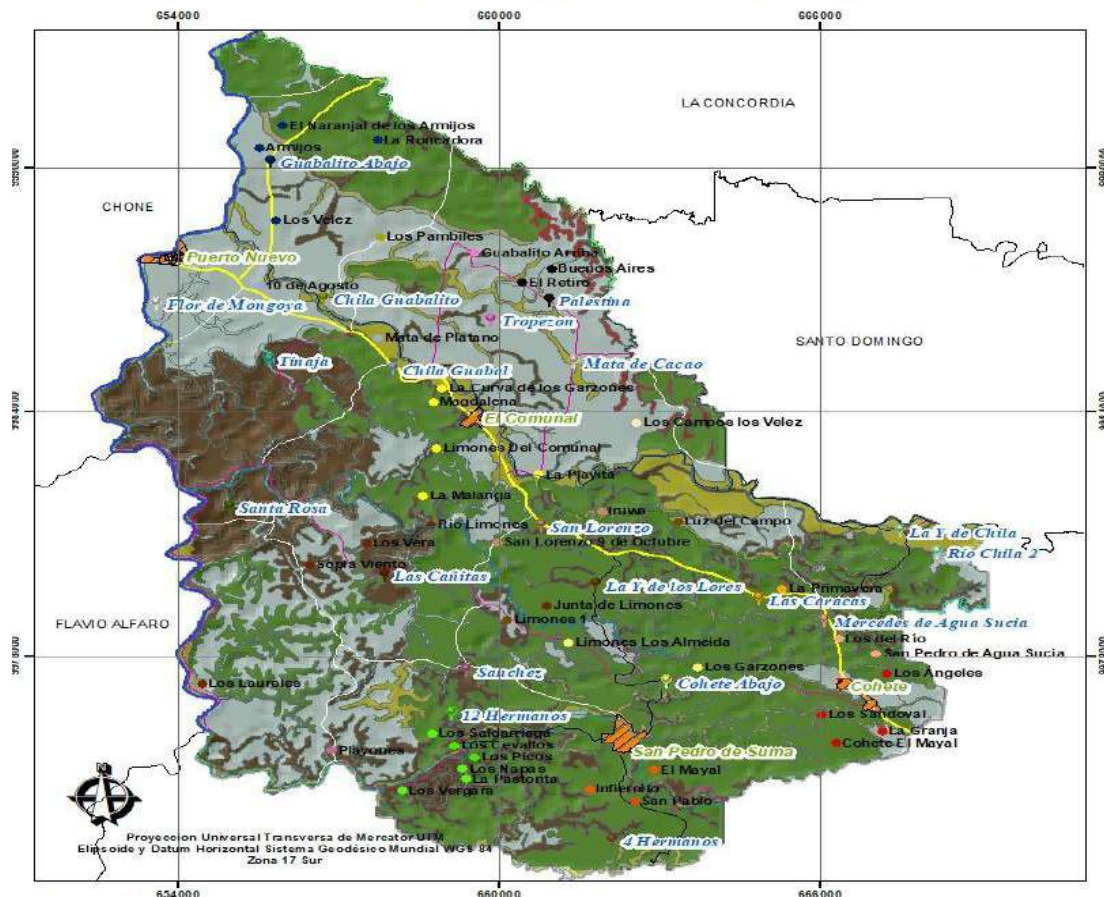 654000 660000 666000
LA CONCORDIA
El Naranjal de los Armijos
La Roncadora
Armijos
Guabalito Abajo
CHONE
Los Velez
Los Pambiles
Guabalito Arriba
Puerto Nuevo
Buenos Aires
El Retiro
10 de Agosto
Chila Guabalito
Palestina
Flor de Mongoya
Tropezon
Mata de Platano
SANTO DOMINGO
Tinaja
Chila Guabal
Mata de Cacao
La Curva de los Garzones
Magdalena
El Comunal
Los Campos los Velez
Limones Del Comunal
La Playita
La Malanga
Santa Rosa
Rio Limones
San Lorenzo
Luz del Campo
La Y de Chila
Los Vera
San Lorenzo 9 de Octubre
Río Chila 2
Sopla Viento
Las Cañitas
La Y de los Lores
La Primavera
Las Caracas
Junta de Limones
FLAVIO ALFARO
Limones 1
Mercedes de Agua Sucia
Limones Los Almeida
Los del Río
San Pedro de Agua Sucia
Sanchez
Los Garzones
Los Angeles
Los Laureles
Cohete Abajo
Cohete
12 Hermanos
Los Sandoval
Los Cevallos
La Granja
Playones
San Pedro de Suma
Cohete El Mayal
Los Picos
Los Napas
El Mayal
La Pastonta
Los Vergara
Infiernito
San Pablo
4 Hermanos
Proyeccion Universal Transversa de Mercator UTM
Elipsoide y Datum Horizontal Sistema Geodésico Mundial WGS 84
Zona 17 Sur
654000 660000 666000